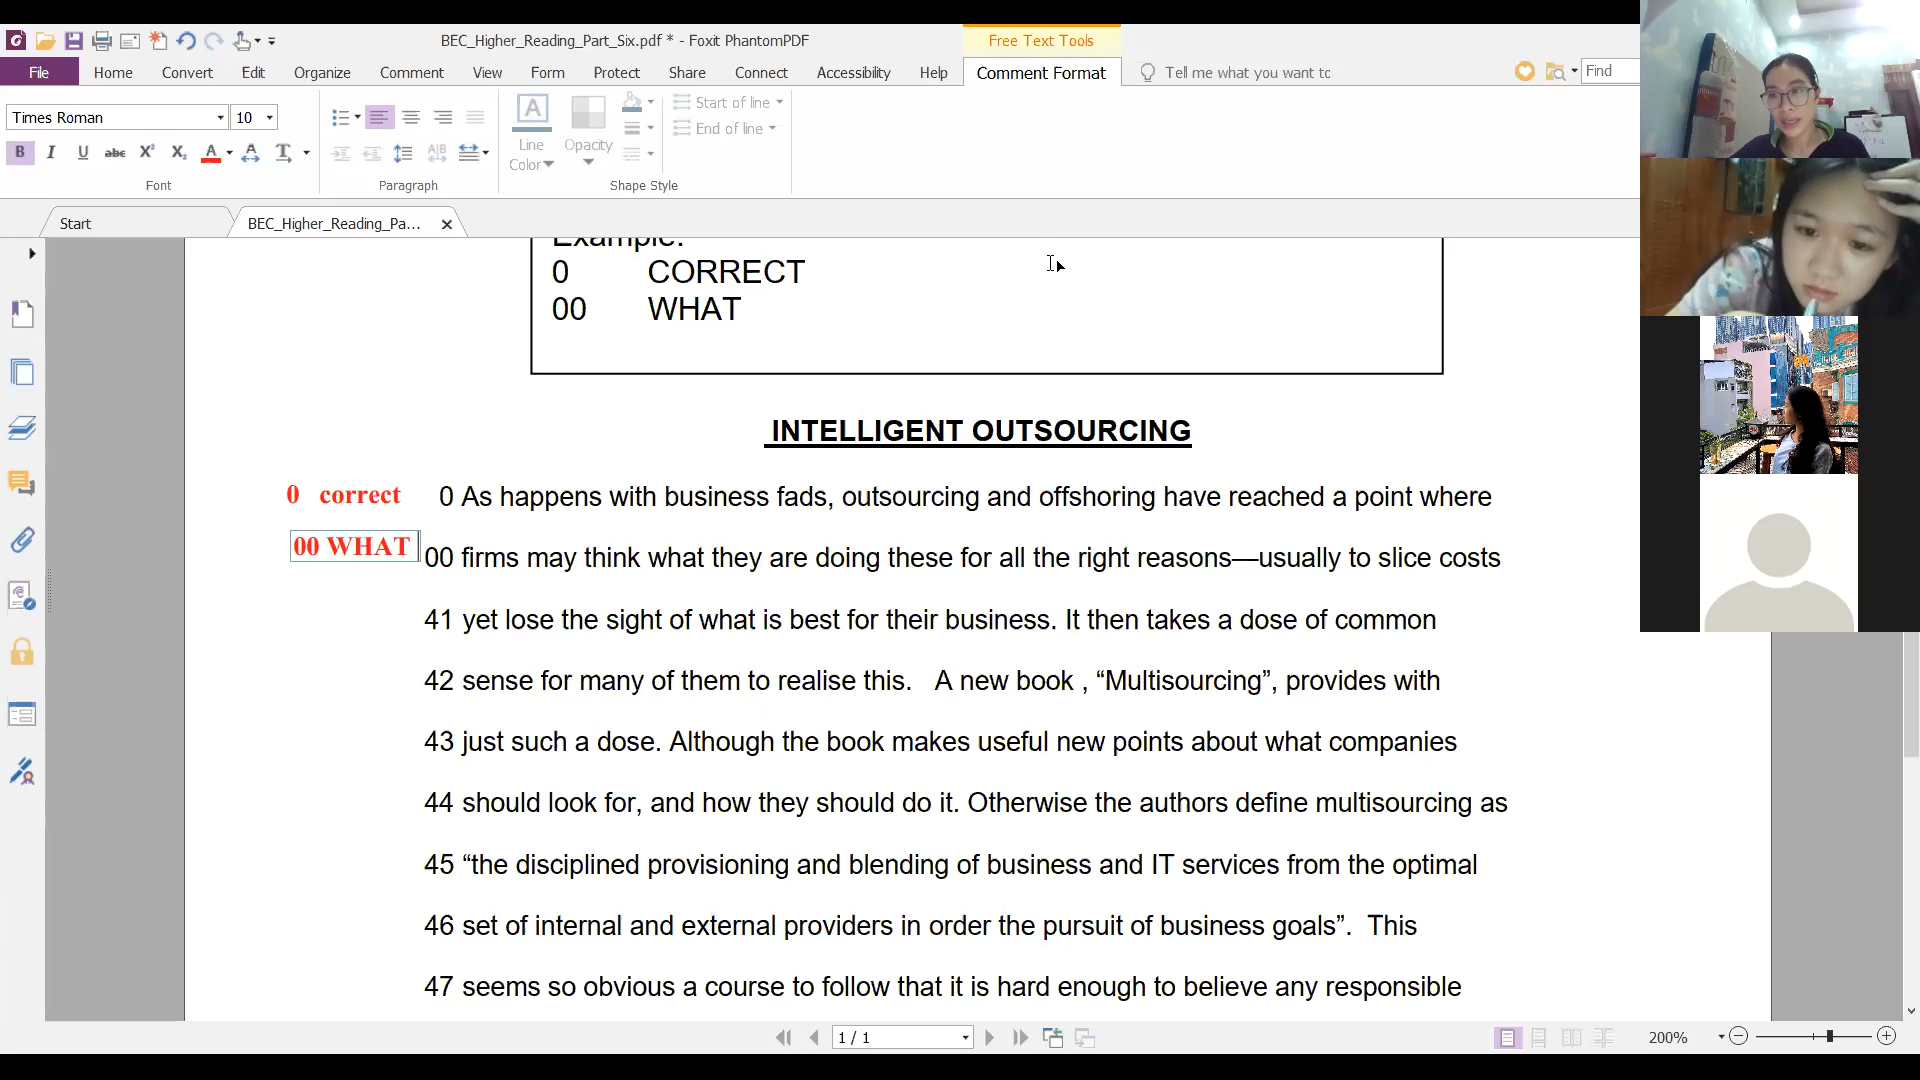 BEC_Higher_Reading_Part_Six.pdf * - Foxit PhantomPDF
Free Text Tools
File Home Convert Edit Organize Comment View Form Protect Share Connect Accessibility Help Comment Format Tell me what you want to Find
Times Roman 10
Start of line
End of line
Line Color
Opacity
B I U abc X² X₂ A A T
Font Paragraph Shape Style
Start BEC_Higher_Reading_Pa...
Example:
0 CORRECT
00 WHAT
INTELLIGENT OUTSOURCING
0 correct 0 As happens with business fads, outsourcing and offshoring have reached a point where
00 WHAT 00 firms may think what they are doing these for all the right reasons—usually to slice costs
41 yet lose the sight of what is best for their business. It then takes a dose of common
42 sense for many of them to realise this. A new book , “Multisourcing”, provides with
43 just such a dose. Although the book makes useful new points about what companies
44 should look for, and how they should do it. Otherwise the authors define multisourcing as
45 “the disciplined provisioning and blending of business and IT services from the optimal
46 set of internal and external providers in order the pursuit of business goals”. This
47 seems so obvious a course to follow that it is hard enough to believe any responsible
1 / 1 200%